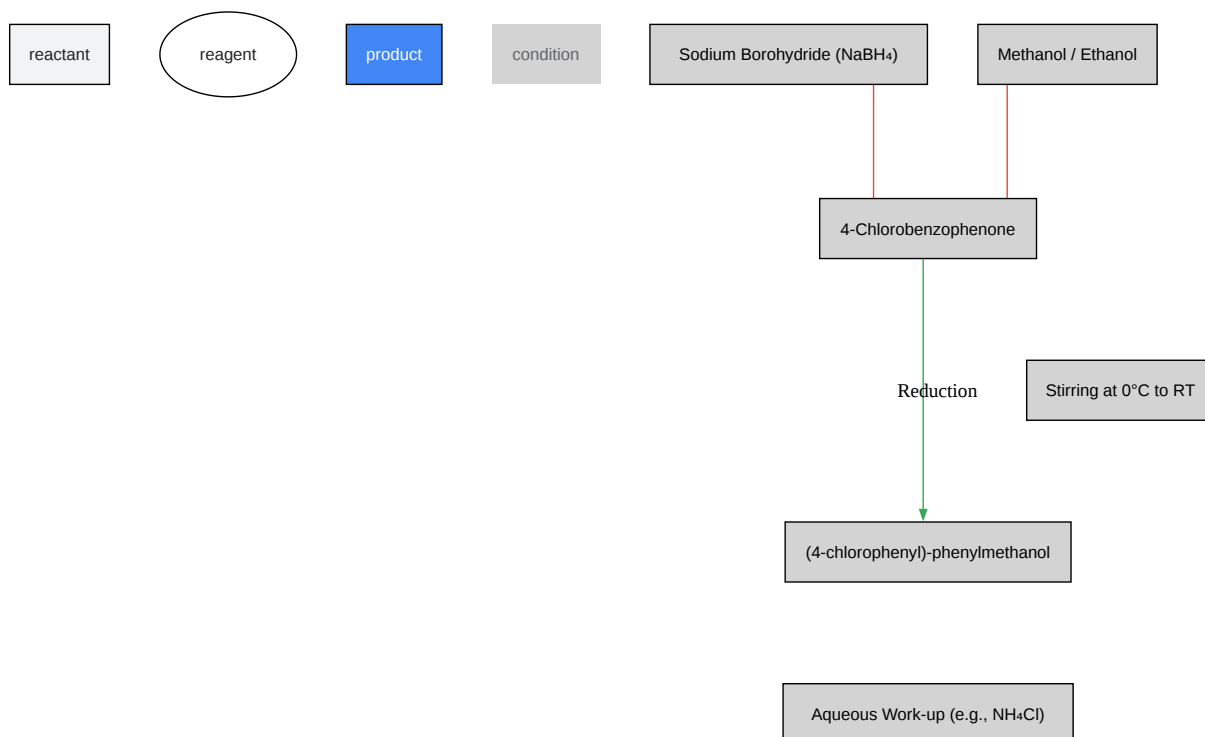 reactant
reagent
product
condition
Sodium Borohydride (NaBH₄)
Methanol / Ethanol
4-Chlorobenzophenone
Reduction
Stirring at 0°C to RT
(4-chlorophenyl)-phenylmethanol
Aqueous Work-up (e.g., NH₄Cl)